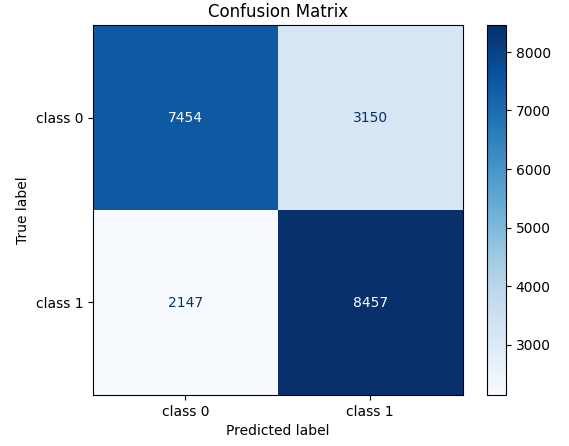 Confusion Matrix
True label
class 0
class 1
7454
3150
2147
8457
class 0
class 1
Predicted label
8000
7000
6000
5000
4000
3000